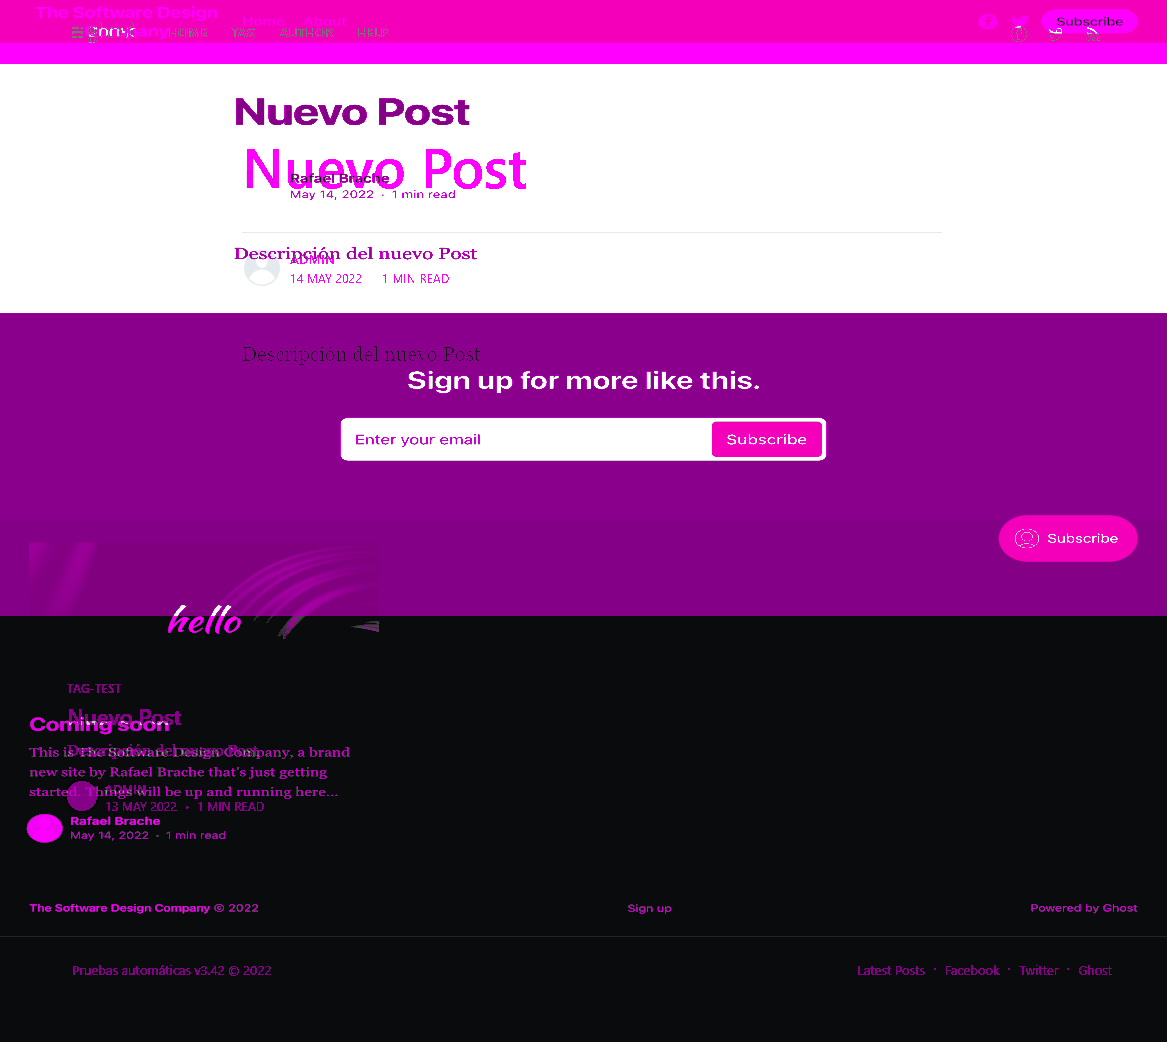 The Software Design Company
Home About
HOME TAG AUTHOR HELP
Subscribe
Nuevo Post
Nuevo Post
Rafael Brache
May 14, 2022 • 1 min read
Descripción del nuevo Post
ADMIN
14 MAY 2022 1 MIN READ
Descripcion del nuevo Post
Sign up for more like this.
Enter your email Subscribe
Subscribe
hello
TAG-TEST
Nuevo Post
Coming soon
This is The Software Design Company, a brand
new site by Rafael Brache that's just getting
started. Things will be up and running here...
ADMIN
13 MAY 2022 • 1 MIN READ
Rafael Brache
May 14, 2022 • 1 min read
The Software Design Company © 2022 Sign up Powered by Ghost
Pruebas automáticas v3.42 © 2022 Latest Posts · Facebook · Twitter · Ghost